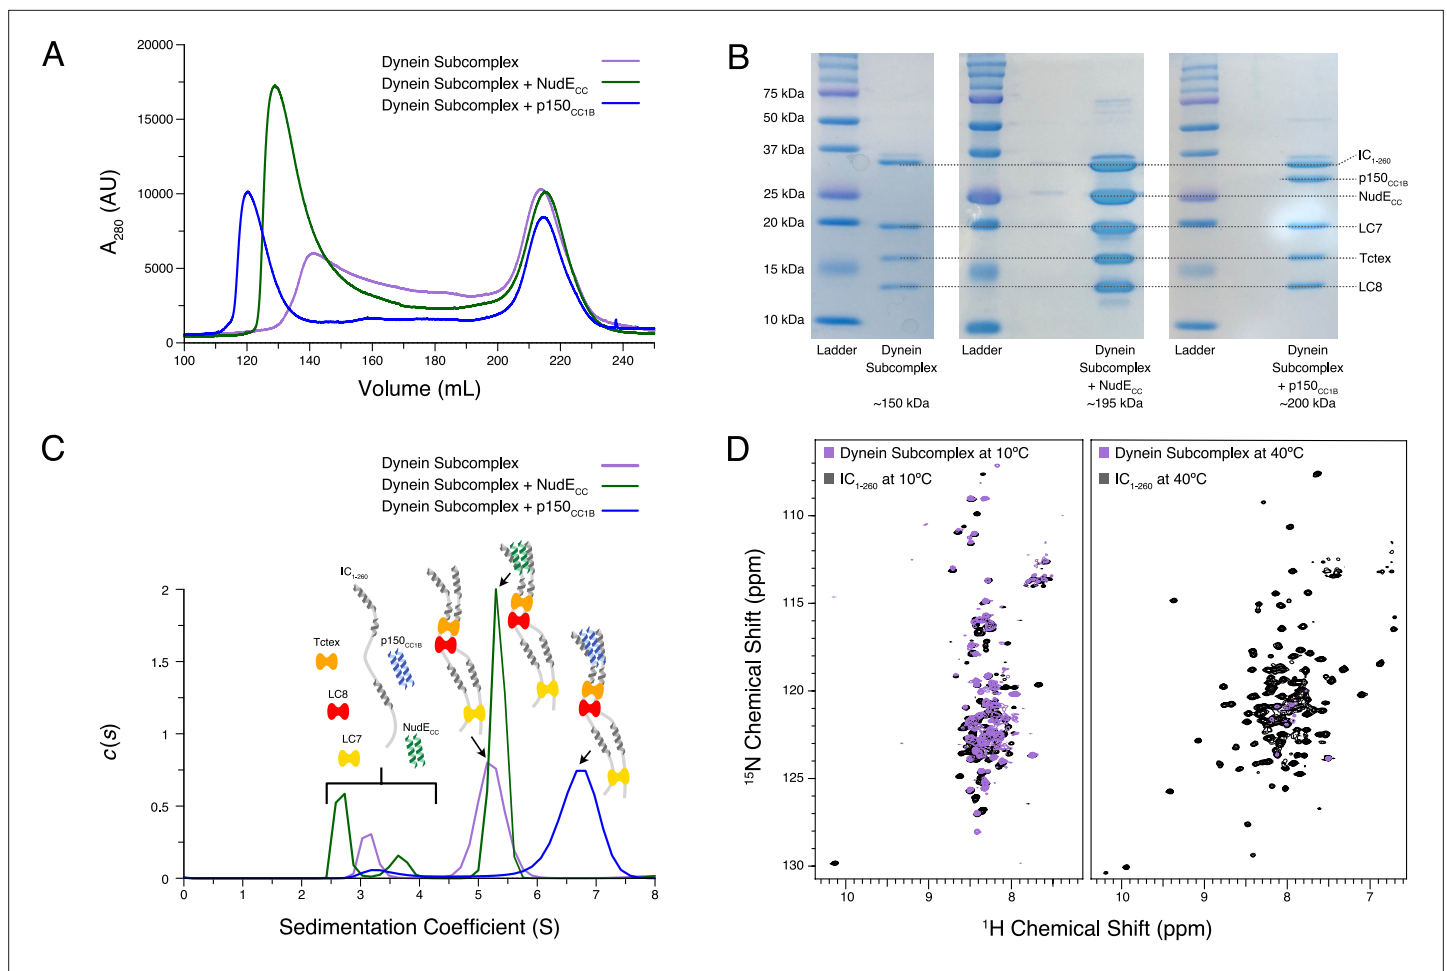 A
20000
15000
10000
5000
0
A280 (AU)
100 120 140 160 180 200 220 240
Volume (mL)
Dynein Subcomplex
Dynein Subcomplex + NudECC
Dynein Subcomplex + p150CC1B
B
75 kDa
50 kDa
37 kDa
25 kDa
20 kDa
15 kDa
10 kDa
IC1-260
p150CC1B
NudECC
LC7
Tctex
LC8
Ladder
Dynein Subcomplex
~150 kDa
Ladder
Dynein Subcomplex + NudECC
~195 kDa
Ladder
Dynein Subcomplex + p150CC1B
~200 kDa
C
Dynein Subcomplex
Dynein Subcomplex + NudECC
Dynein Subcomplex + p150CC1B
2
1.5
1
0.5
0
c(s)
IC1-260
Tctex
p150CC1B
LC8
LC7
NudECC
0 1 2 3 4 5 6 7 8
Sedimentation Coefficient (S)
D
Dynein Subcomplex at 10ºC
IC1-260 at 10ºC
Dynein Subcomplex at 40ºC
IC1-260 at 40ºC
110
115
120
125
130
15N Chemical Shift (ppm)
10 9 8
10 9 8 7
1H Chemical Shift (ppm)